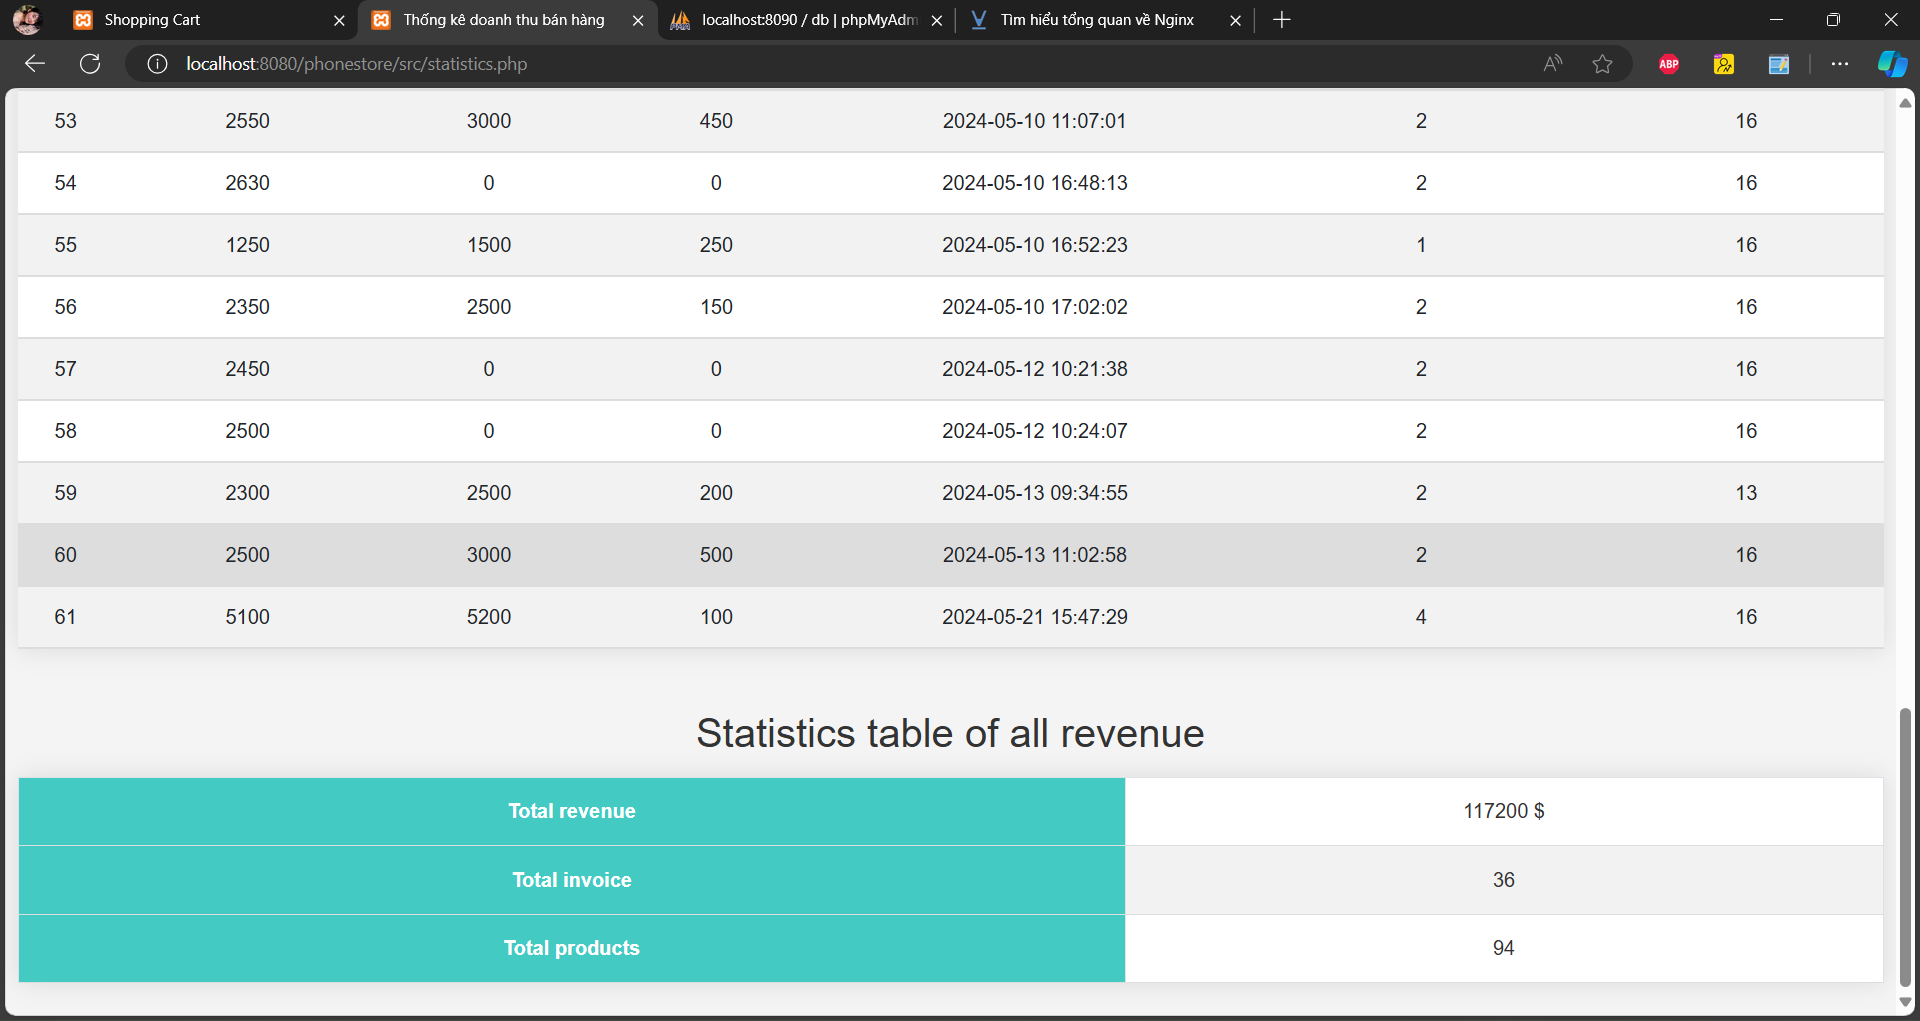 Shopping Cart
Thống kê doanh thu bán hàng
localhost:8090 / db | phpMyAdm
Tìm hiểu tổng quan về Nginx
localhost:8080/phonestore/src/statistics.php
ABP
53 2550 3000 450 2024-05-10 11:07:01 2 16
54 2630 0 0 2024-05-10 16:48:13 2 16
55 1250 1500 250 2024-05-10 16:52:23 1 16
56 2350 2500 150 2024-05-10 17:02:02 2 16
57 2450 0 0 2024-05-12 10:21:38 2 16
58 2500 0 0 2024-05-12 10:24:07 2 16
59 2300 2500 200 2024-05-13 09:34:55 2 13
60 2500 3000 500 2024-05-13 11:02:58 2 16
61 5100 5200 100 2024-05-21 15:47:29 4 16
Statistics table of all revenue
Total revenue 117200 $
Total invoice 36
Total products 94